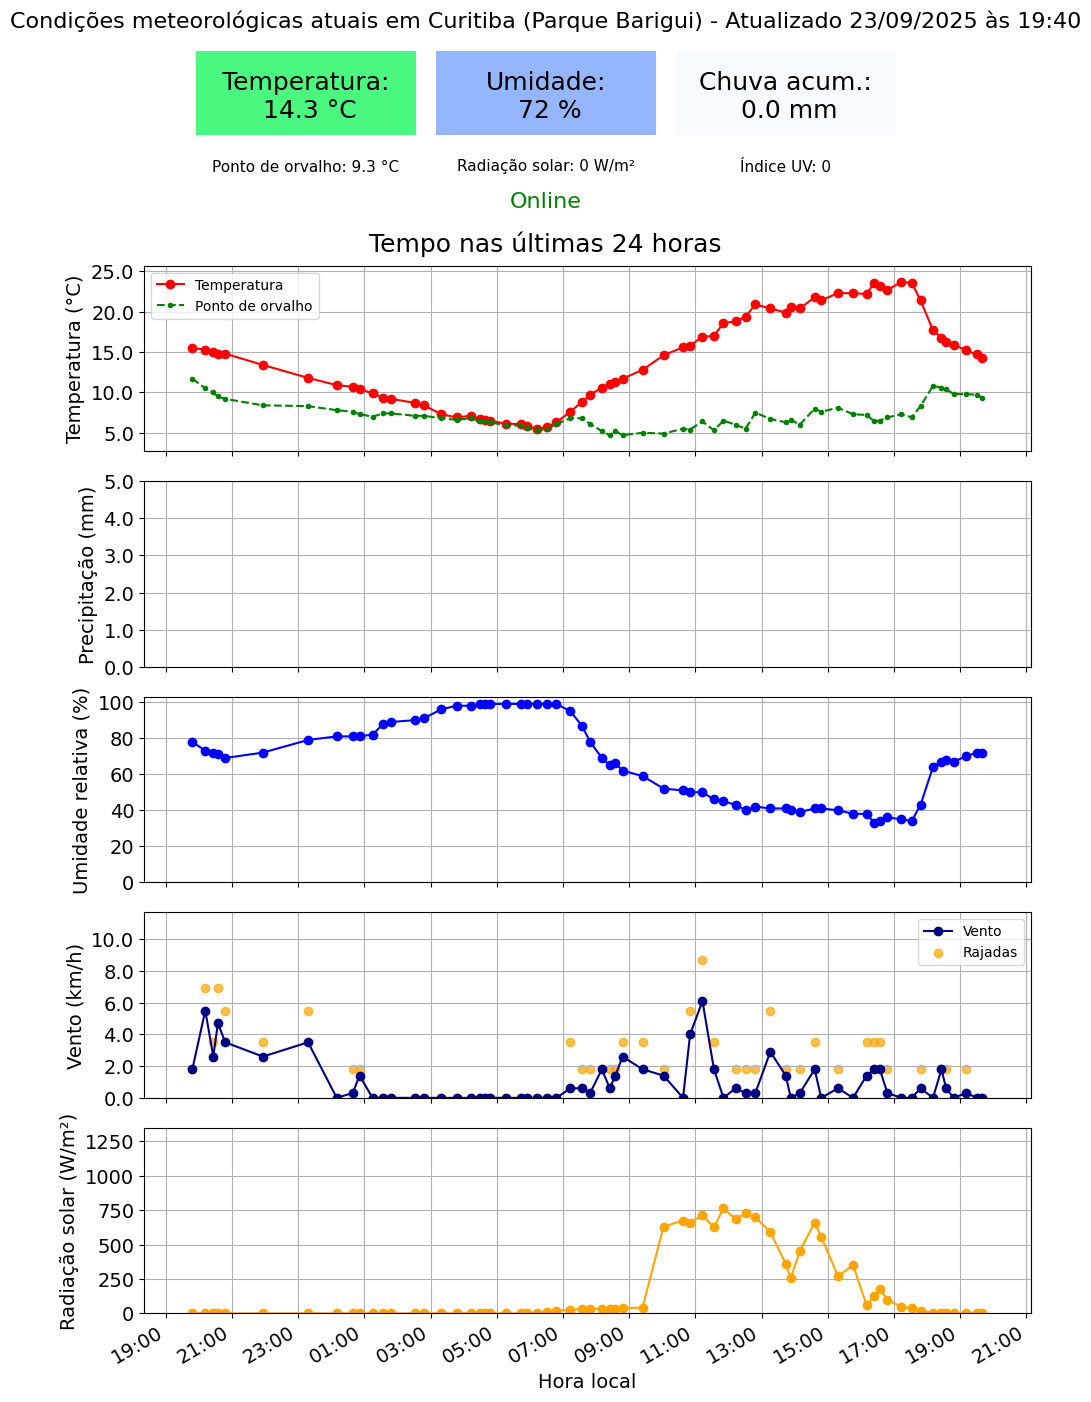 Condições meteorológicas atuais em Curitiba (Parque Barigui) - Atualizado 23/09/2025 às 19:40
Temperatura:
14.3 °C
Umidade:
72 %
Chuva acum.:
0.0 mm
Ponto de orvalho: 9.3 °C
Radiação solar: 0 W/m²
Índice UV: 0
Online
Tempo nas últimas 24 horas
Temperatura (°C)
25.0
20.0
15.0
10.0
5.0
Temperatura
Ponto de orvalho
Precipitação (mm)
5.0
4.0
3.0
2.0
1.0
0.0
Umidade relativa (%)
100
80
60
40
20
0
Vento (km/h)
10.0
8.0
6.0
4.0
2.0
0.0
Vento
Rajadas
Radiação solar (W/m²)
1250
1000
750
500
250
0
19:00 21:00 23:00 01:00 03:00 05:00 07:00 09:00 11:00 13:00 15:00 17:00 19:00 21:00
Hora local